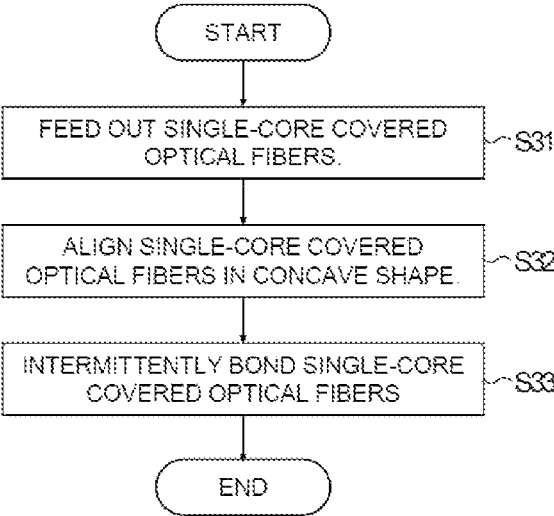 START
FEED OUT SINGLE-CORE COVERED
OPTICAL FIBERS.
S31
ALIGN SINGLE-CORE COVERED
OPTICAL FIBERS IN CONCAVE SHAPE.
S32
INTERMITTENTLY BOND SINGLE-CORE
COVERED OPTICAL FIBERS
S33
END